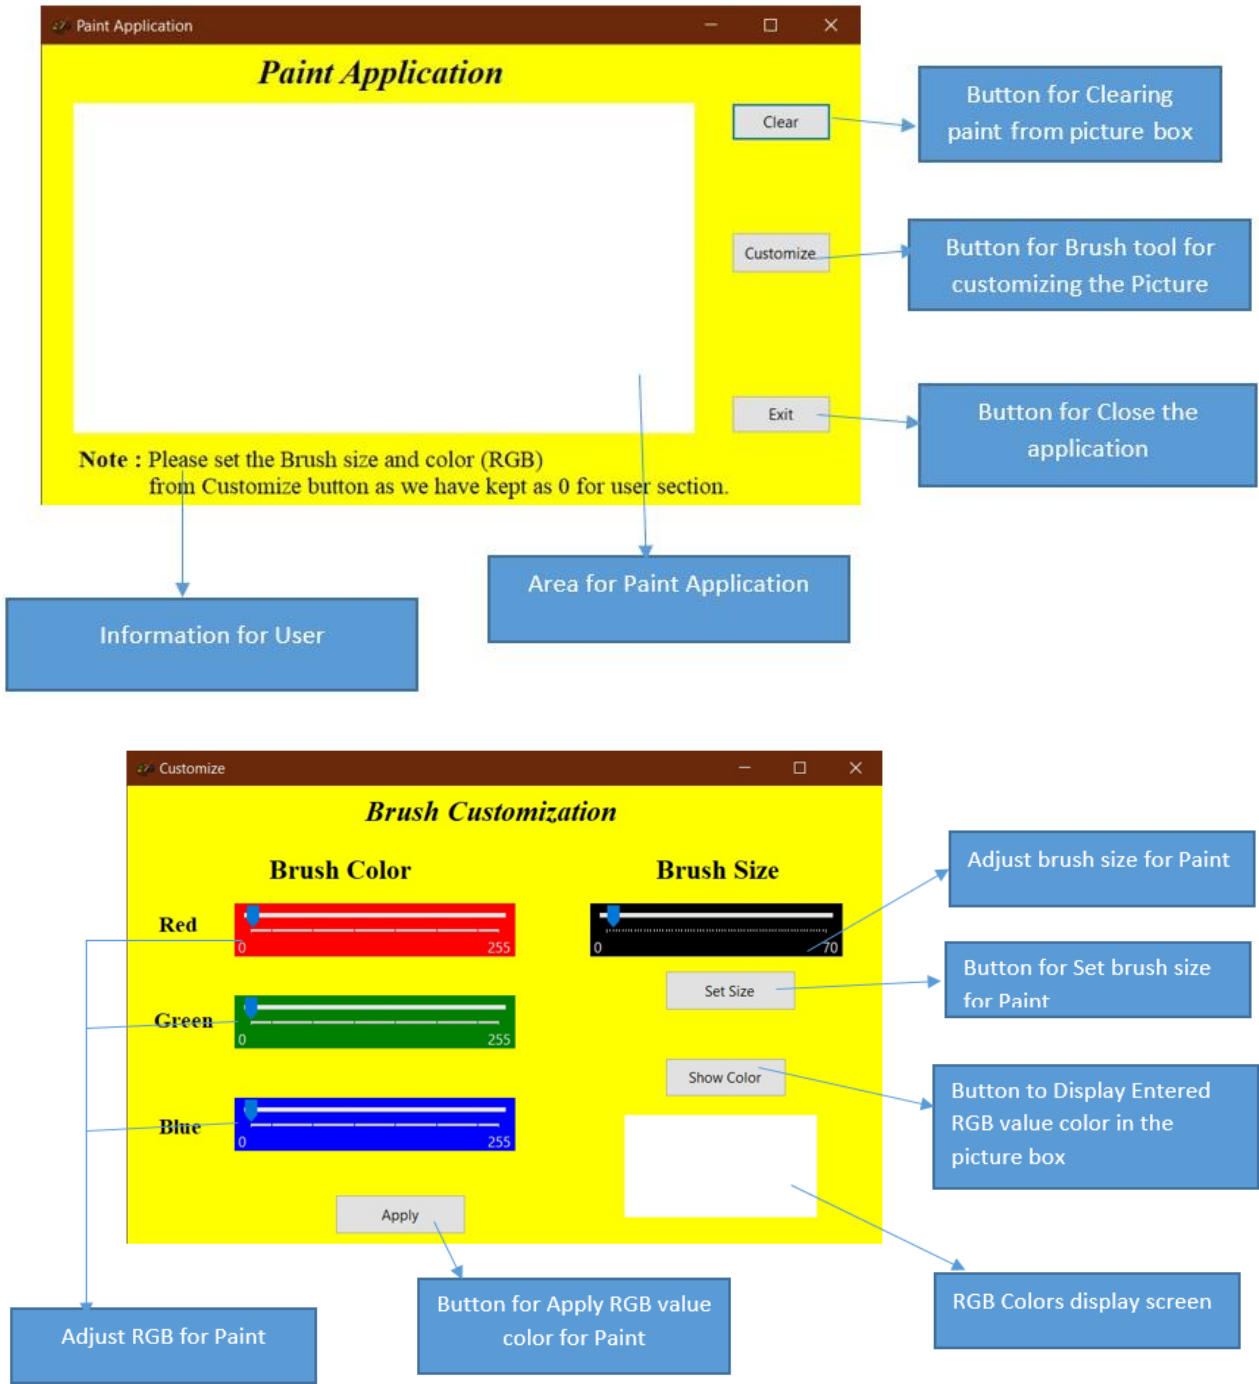 Paint Application
Paint Application
Clear
Button for Clearing
paint from picture box
Customize
Button for Brush tool for
customizing the Picture
Exit
Button for Close the
application
Note : Please set the Brush size and color (RGB)
from Customize button as we have kept as 0 for user section.
Area for Paint Application
Information for User
Customize
Brush Customization
Brush Color
Brush Size
Adjust brush size for Paint
Red
0 255
0 70
Set Size
Button for Set brush size
for Paint
Green
0 255
Show Color
Button to Display Entered
RGB value color in the
picture box
Blue
0 255
Apply
Button for Apply RGB value
color for Paint
RGB Colors display screen
Adjust RGB for Paint